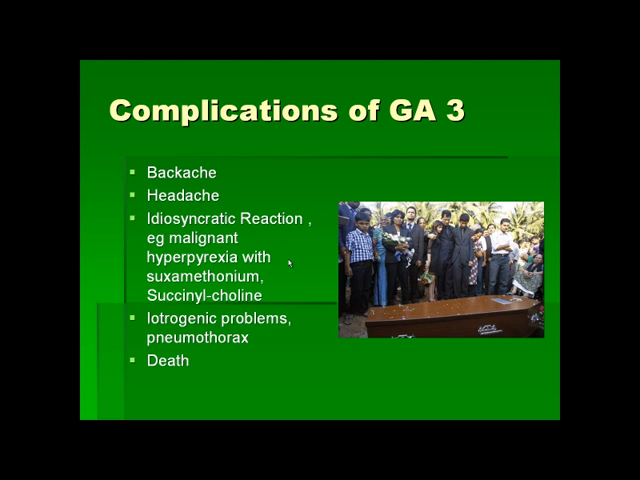 Complications of GA 3
Backache
Headache
Idiosyncratic Reaction ,
eg malignant
hyperpyrexia with
suxamethonium,
Succinyl-choline
Iotrogenic problems,
pneumothorax
Death